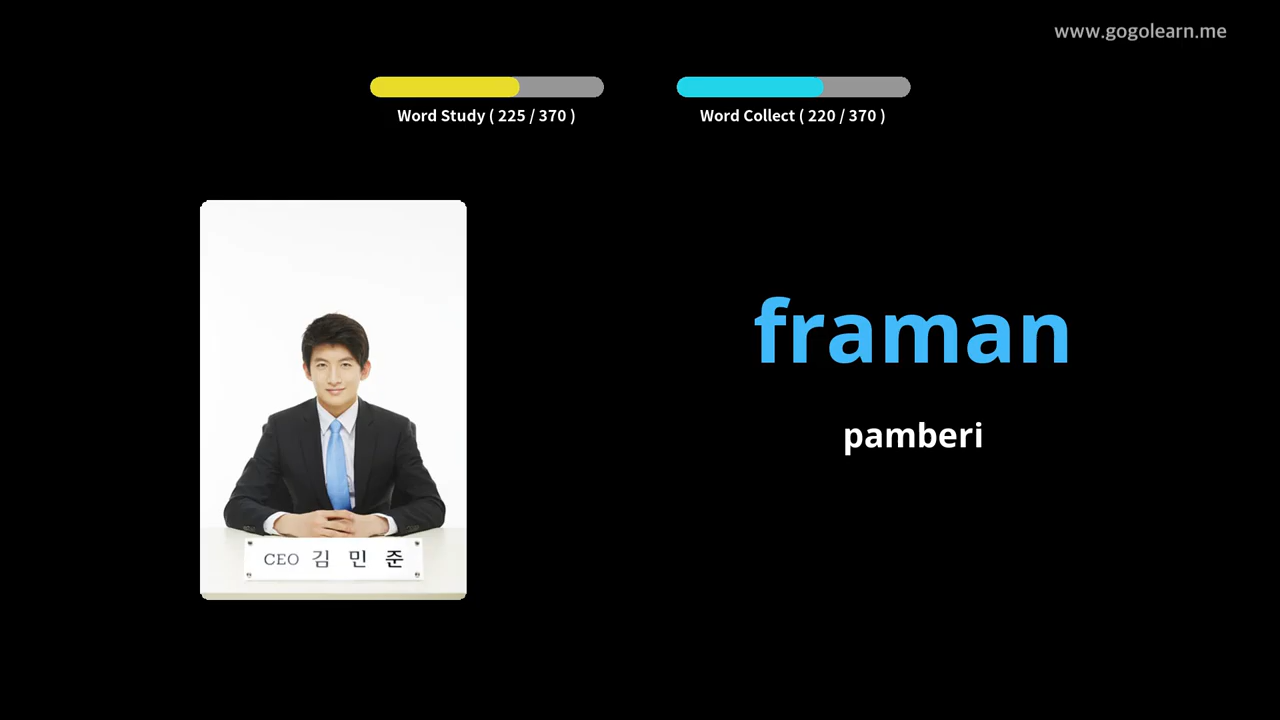 www.gogolearn.me
Word Study ( 225 / 370 )
Word Collect ( 220 / 370 )
framan
pamberi
CEO 김 민 준